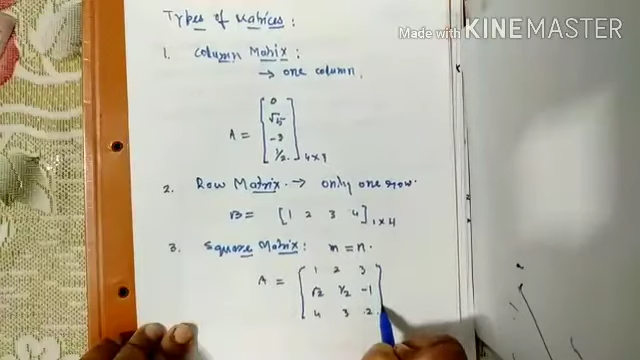 Made with KINEMASTER
Types of Matrices :
1. Column Matrix :
→ one column.
A = [ 0
√15
-3
1/2 ] 4×1
2. Row Matrix. → only one row.
B = [ 1 2 3 4 ] 1×4
3. Square Matrix : m = n.
A = [ 1 2 3
√2 1/2 -1
4 3 2